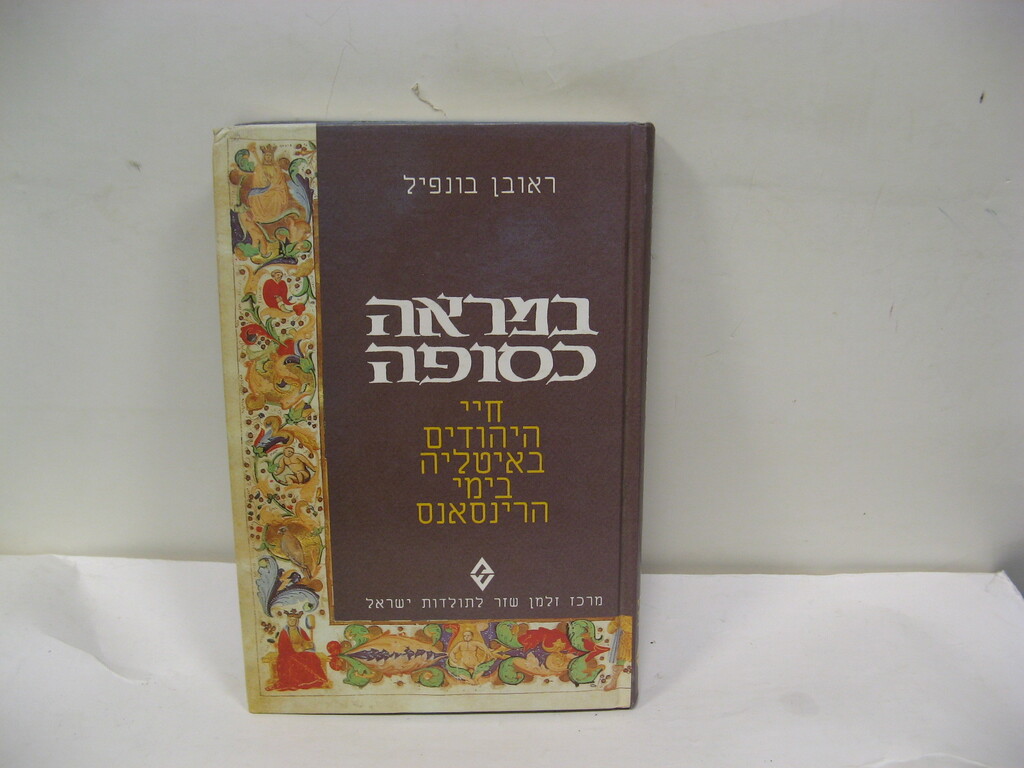 ראובן בונפיל
במראה
כסופה
חיי
היהודים
באיטליה
בימי
הרינסאנס
מרכז זלמן שזר לתולדות ישראל